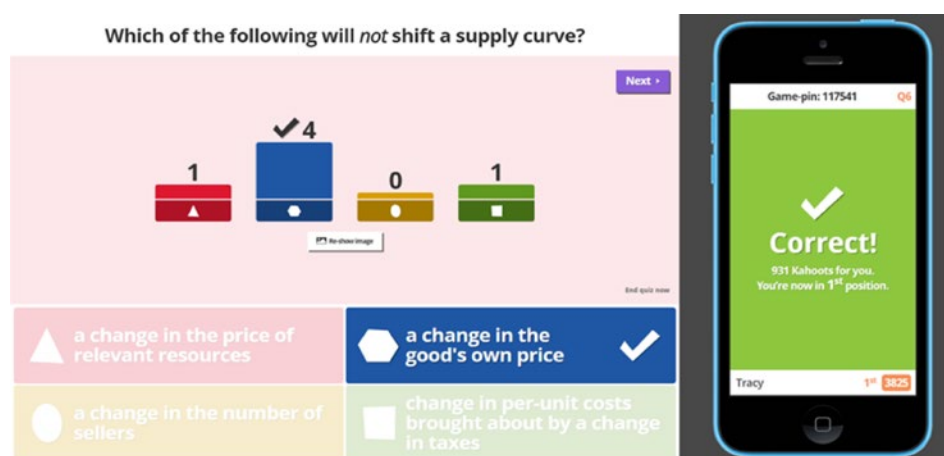 Which of the following will not shift a supply curve?
Next
4
1
0
1
Re-show image
End quiz now
a change in the price of
relevant resources
a change in the
good's own price
a change in the number of
sellers
change in per-unit costs
brought about by a change
in taxes
Game-pin: 117541 Q6
Correct!
931 Kahoots for you.
You're now in 1st position.
Tracy 1st 3825